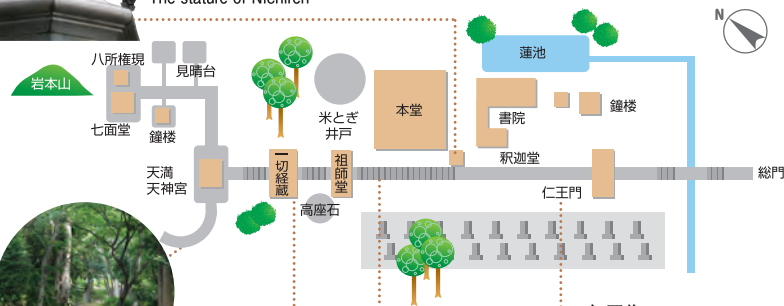 The stature of Nichiren
N
蓮池
八所権現
見晴台
岩本山
七面堂
鐘楼
米とぎ
井戸
本堂
書院
鐘楼
釈迦堂
天満
天神宮
一切経蔵
祖師堂
高座石
仁王門
総門